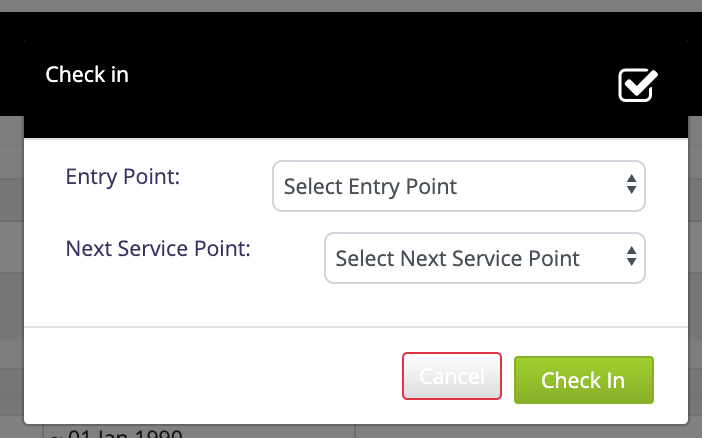 Check in
Entry Point:
Select Entry Point
Next Service Point:
Select Next Service Point
Cancel
Check In
01 Jan 1990